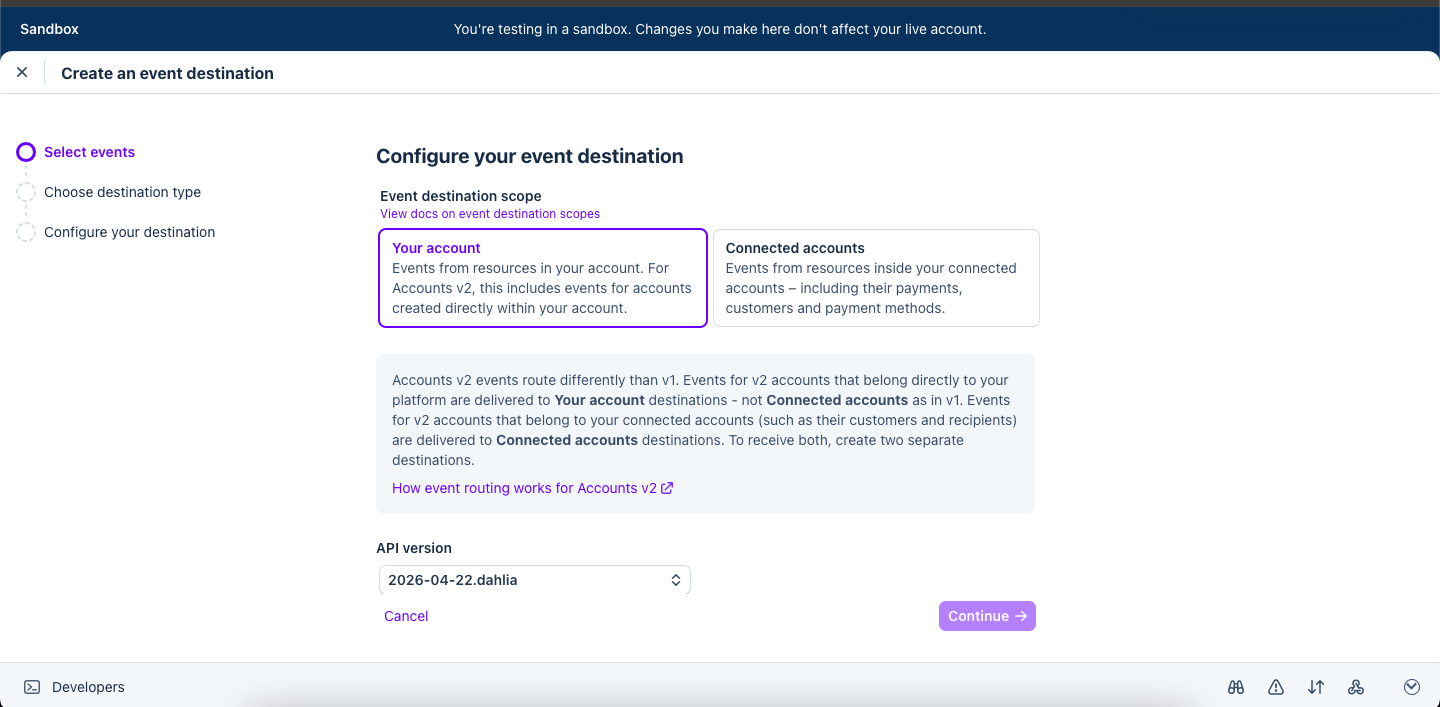 Sandbox
You're testing in a sandbox. Changes you make here don't affect your live account.
Create an event destination
Select events
Choose destination type
Configure your destination
Configure your event destination
Event destination scope
View docs on event destination scopes
Your account
Events from resources in your account. For
Accounts v2, this includes events for accounts
created directly within your account.
Connected accounts
Events from resources inside your connected
accounts – including their payments,
customers and payment methods.
Accounts v2 events route differently than v1. Events for v2 accounts that belong directly to your
platform are delivered to Your account destinations - not Connected accounts as in v1. Events
for v2 accounts that belong to your connected accounts (such as their customers and recipients)
are delivered to Connected accounts destinations. To receive both, create two separate
destinations.
How event routing works for Accounts v2
API version
2026-04-22.dahlia
Cancel
Continue →
Developers